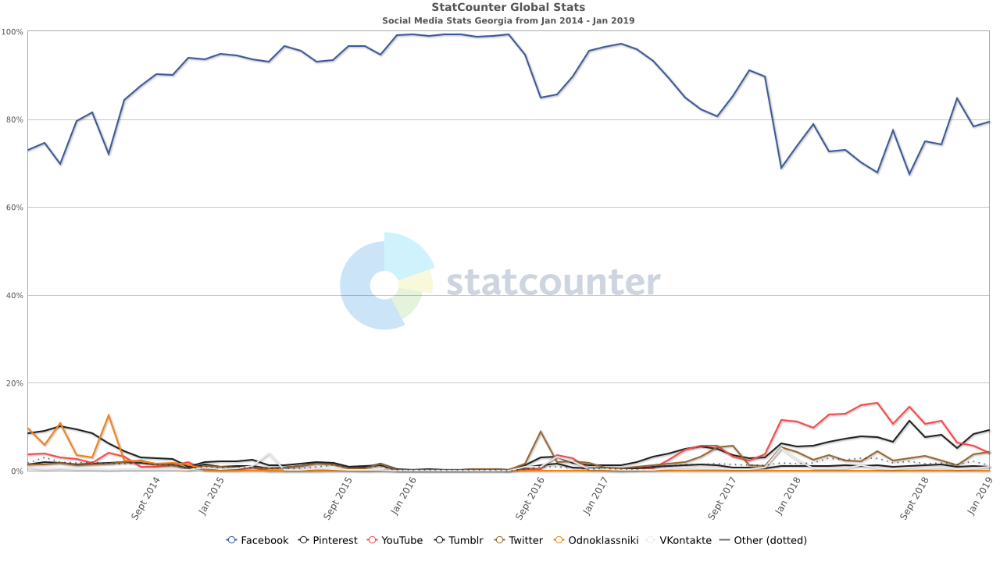 StatCounter Global Stats
Social Media Stats Georgia from Jan 2014 - Jan 2019
100%
80%
60%
40%
20%
0%
statcounter
Sept 2014
Jan 2015
Sept 2015
Jan 2016
Sept 2016
Jan 2017
Sept 2017
Jan 2018
Sept 2018
Jan 2019
Facebook Pinterest YouTube Tumblr Twitter Odnoklassniki VKontakte Other (dotted)